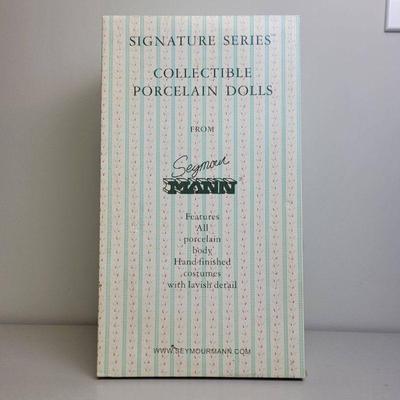 SIGNATURE SERIES™
COLLECTIBLE
PORCELAIN DOLLS
FROM
Seymour
MANN®
Features
All
porcelain
body
Hand finished
costumes
with lavish detail
WWW.SEYMOURMANN.COM